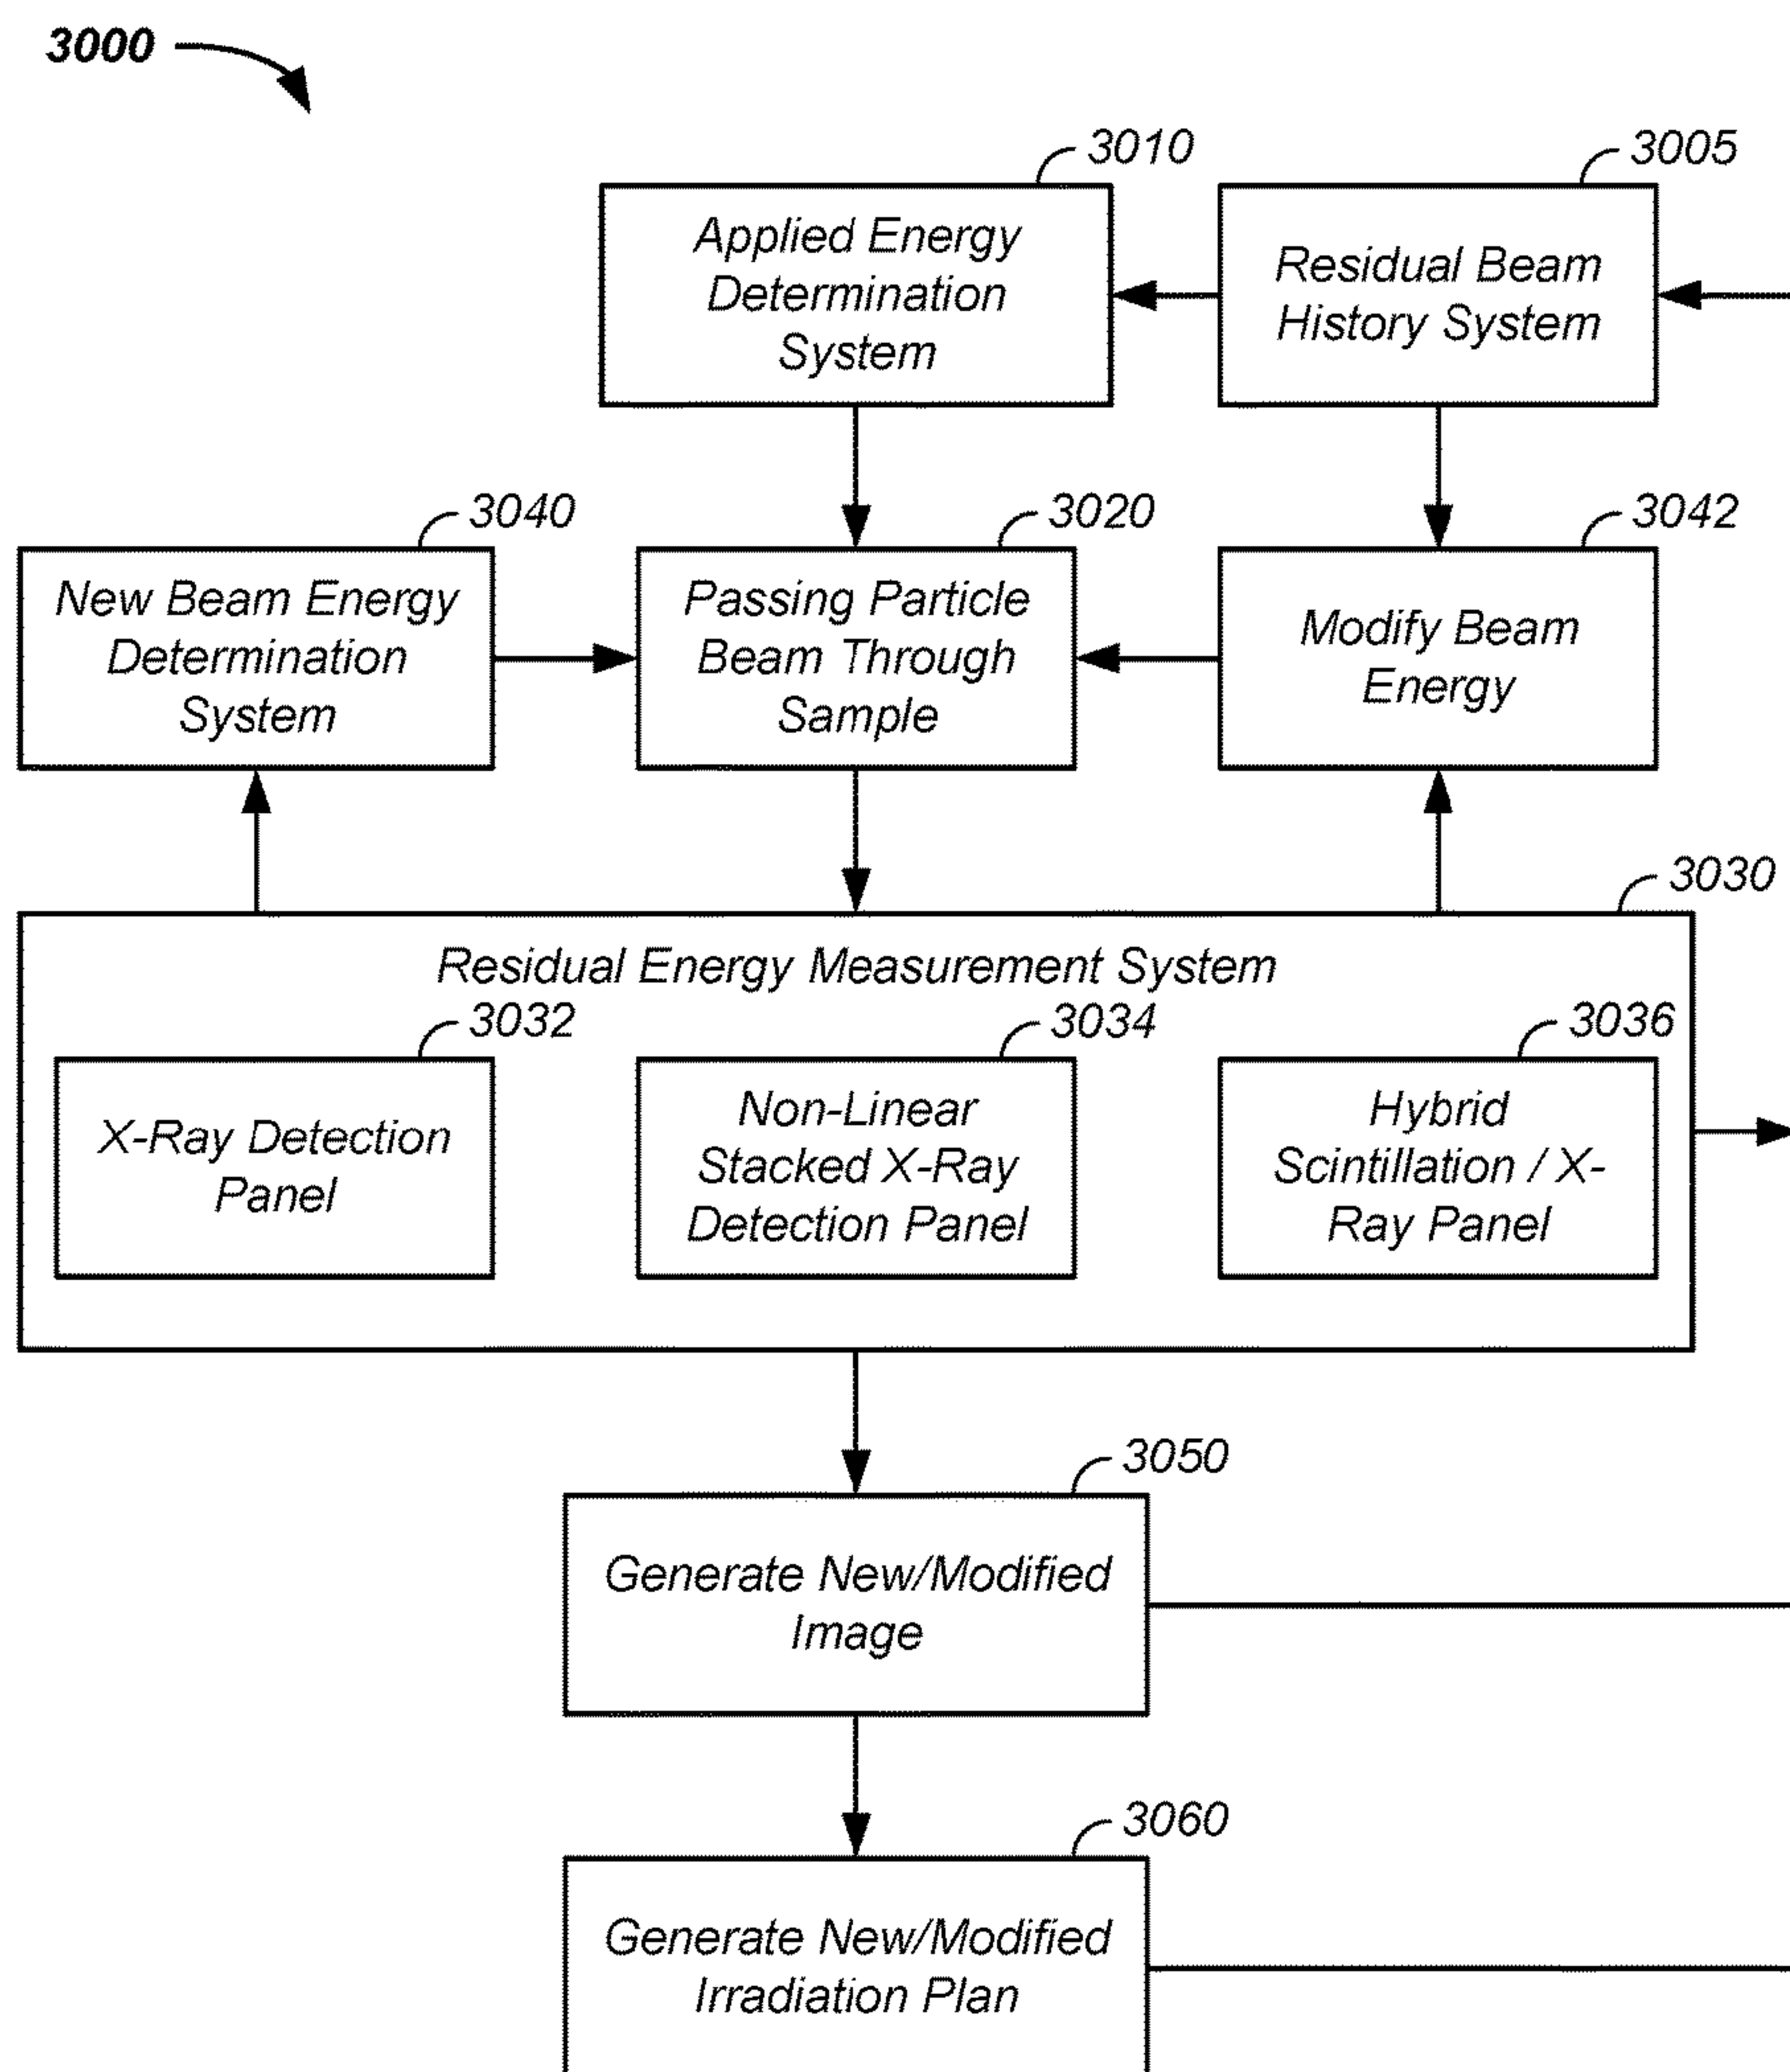 3000
3010
3005
Applied Energy
Determination
System
Residual Beam
History System
3040
3020
3042
New Beam Energy
Determination
System
Passing Particle
Beam Through
Sample
Modify Beam
Energy
3030
Residual Energy Measurement System
3032
3034
3036
X-Ray Detection
Panel
Non-Linear
Stacked X-Ray
Detection Panel
Hybrid
Scintillation / X-
Ray Panel
3050
Generate New/Modified
Image
3060
Generate New/Modified
Irradiation Plan